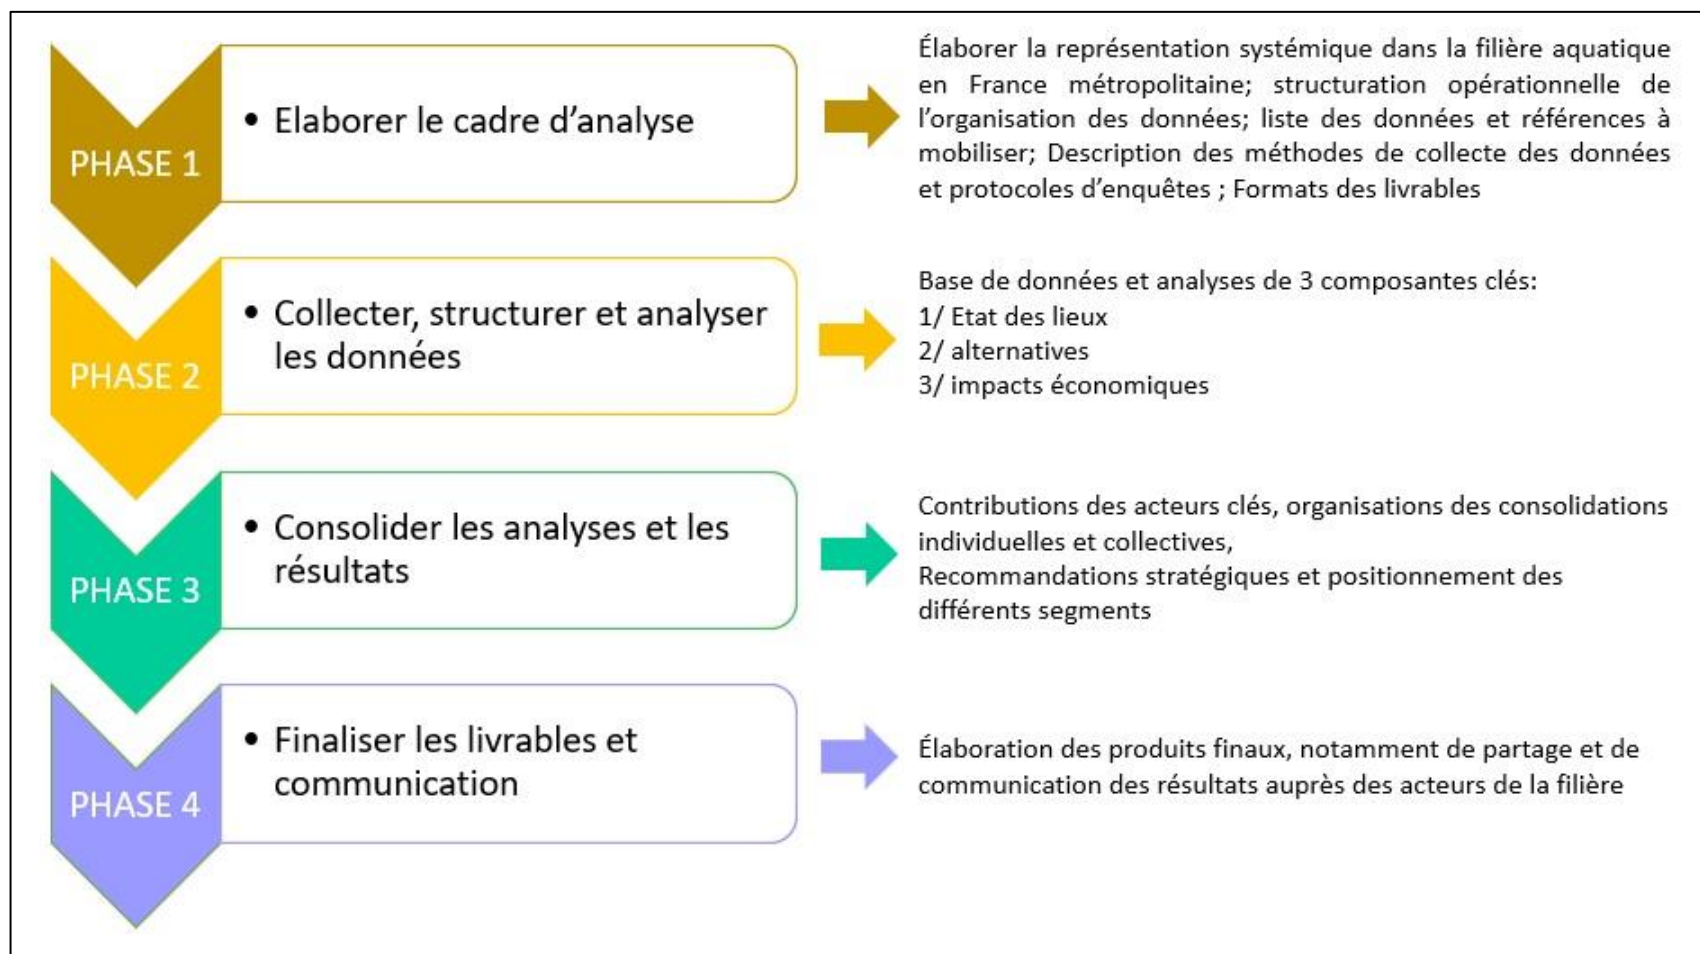 PHASE 1
• Elaborer le cadre d’analyse
Élaborer la représentation systémique dans la filière aquatique
en France métropolitaine; structuration opérationnelle de
l’organisation des données; liste des données et références à
mobiliser; Description des méthodes de collecte des données
et protocoles d’enquêtes ; Formats des livrables
PHASE 2
• Collecter, structurer et analyser
les données
Base de données et analyses de 3 composantes clés:
1/ Etat des lieux
2/ alternatives
3/ impacts économiques
PHASE 3
• Consolider les analyses et les
résultats
Contributions des acteurs clés, organisations des consolidations
individuelles et collectives,
Recommandations stratégiques et positionnement des
différents segments
PHASE 4
• Finaliser les livrables et
communication
Élaboration des produits finaux, notamment de partage et de
communication des résultats auprès des acteurs de la filière